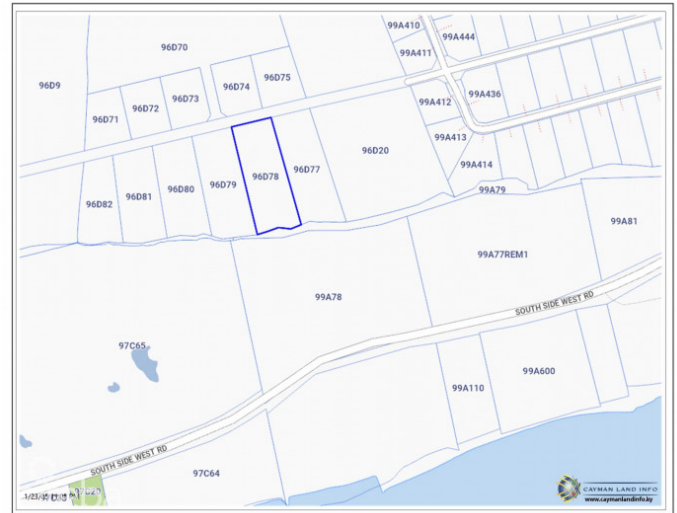 99A410
99A444
96D70
99A411
96D9
96D75
96D74
96D73
99A436
96D72
99A412
96D71
99A413
96D20
99A414
96D77
96D78
96D79
96D80
96D81
96D82
99A79
99A81
99A77REM1
99A78
SOUTH SIDE WEST RD
97C65
99A600
99A110
SOUTH SIDE WEST RD
97C64
CAYMAN LAND INFO
www.caymanlandinfo.ky